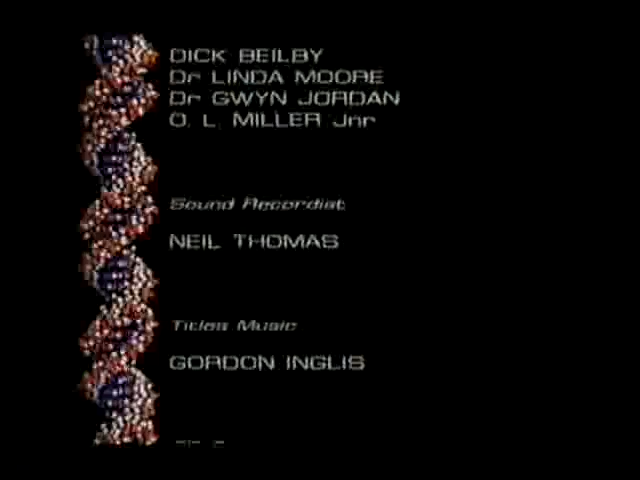 DICK BEILBY
Dr LINDA MOORE
Dr GWYN JORDAN
O. L. MILLER Jnr
Sound Recordist
NEIL THOMAS
Titles Music
GORDON INGLIS